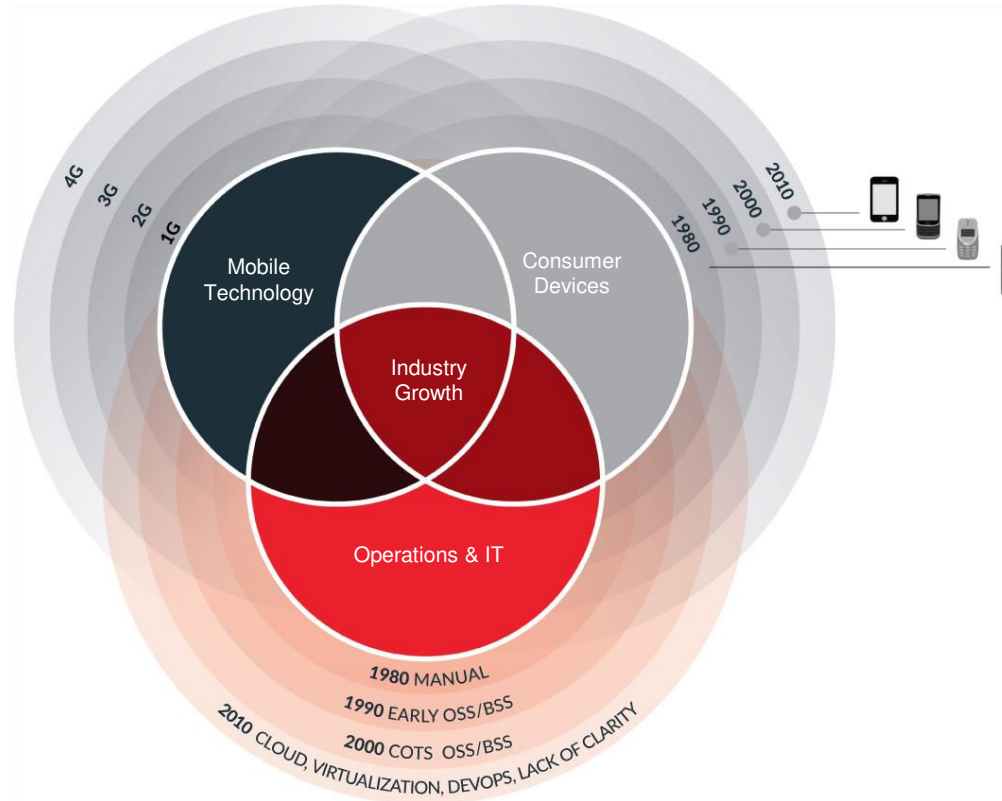 4G
3G
2G
1G
2010
2000
1990
1980
Mobile
Technology
Consumer
Devices
Industry
Growth
Operations & IT
1980 MANUAL
1990 EARLY OSS/BSS
2000 COTS OSS/BSS
2010 CLOUD, VIRTUALIZATION, DEVOPS, LACK OF CLARITY